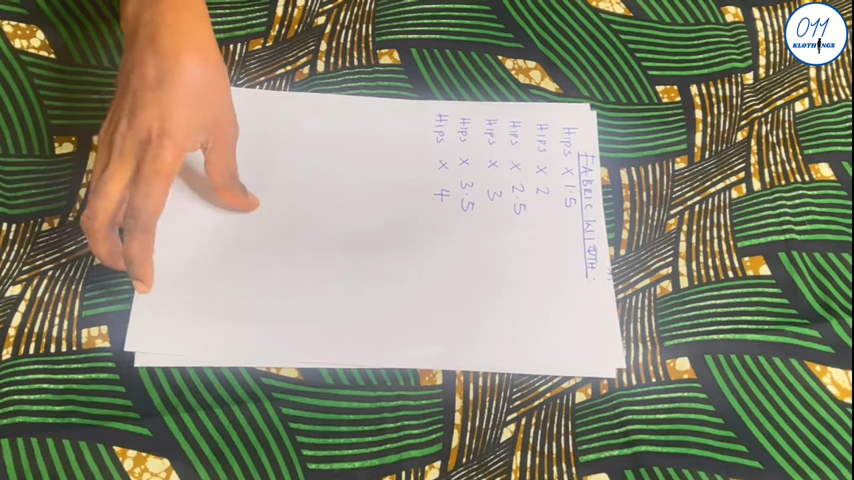 FABRIC WIDTH:
Hips x 1.5
Hips x 2
Hips x 2.5
Hips x 3
Hips x 3.5
Hips x 4
011
KLOTHINGS